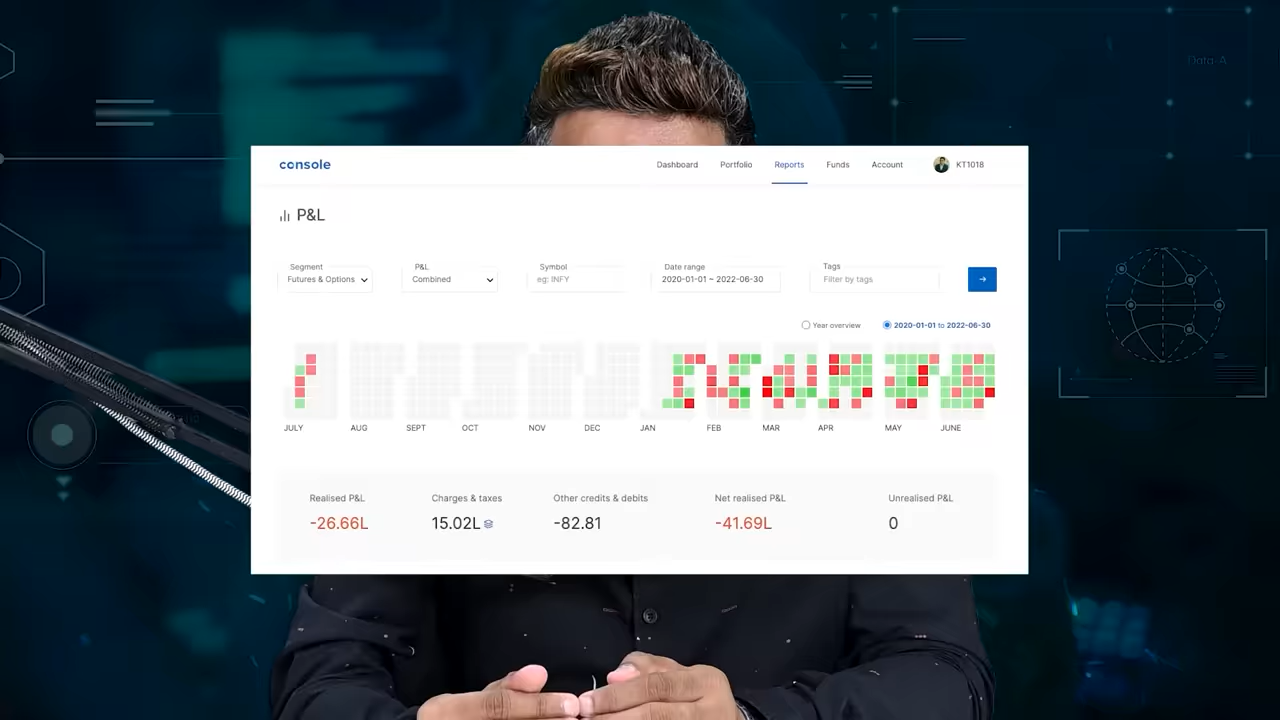 Data-A
console
Dashboard Portfolio Reports Funds Account KT1018
P&L
Segment P&L Symbol Date range Tags
Futures & Options Combined eg: INFY 2020-01-01 ~ 2022-06-30 Filter by tags
Year overview 2020-01-01 to 2022-06-30
JULY AUG SEPT OCT NOV DEC JAN FEB MAR APR MAY JUNE
Realised P&L Charges & taxes Other credits & debits Net realised P&L Unrealised P&L
-26.66L 15.02L -82.81 -41.69L 0